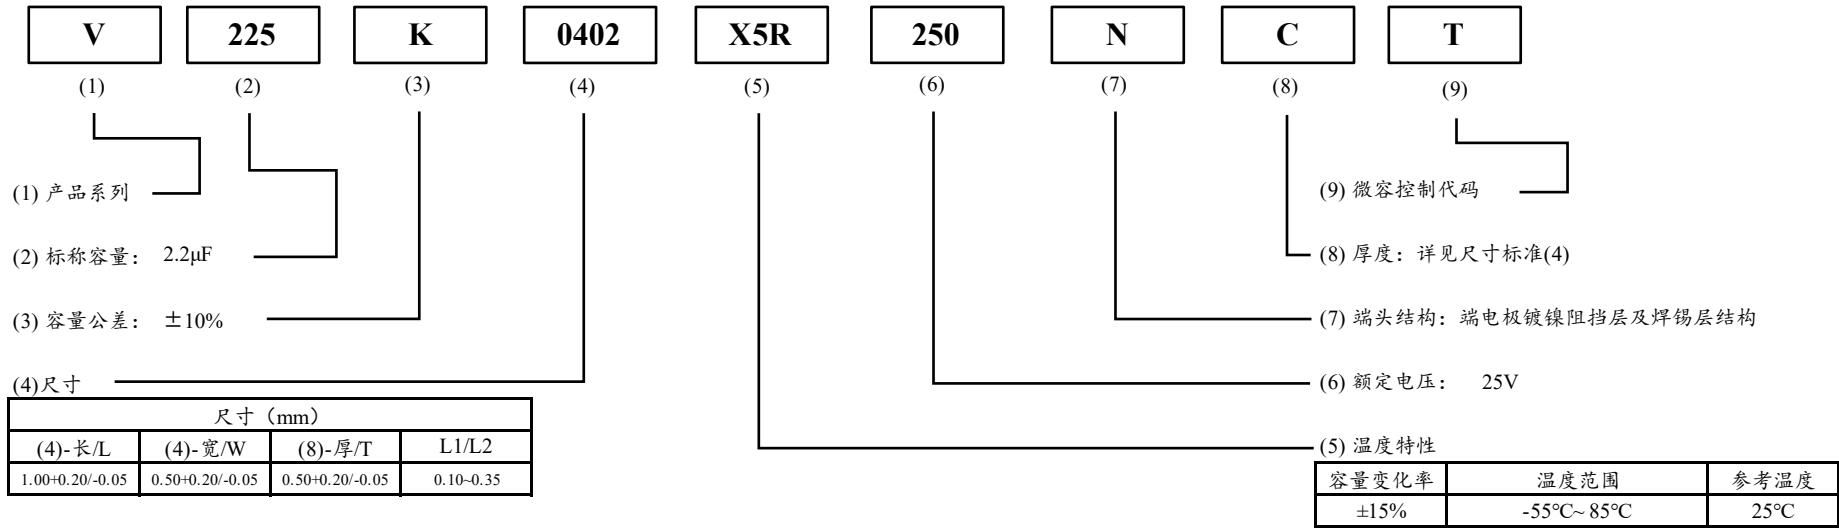 V 225 K 0402 X5R 250 N C T
(1) (2) (3) (4) (5) (6) (7) (8) (9)
(1) 产品系列
(2) 标称容量： 2.2μF
(3) 容量公差： ±10%
(4)尺寸
尺寸（mm）
(4)-长/L (4)-宽/W (8)-厚/T L1/L2
1.00+0.20/-0.05 0.50+0.20/-0.05 0.50+0.20/-0.05 0.10~0.35
(9) 微容控制代码
(8) 厚度：详见尺寸标准(4)
(7) 端头结构：端电极镀镍阻挡层及焊锡层结构
(6) 额定电压： 25V
(5) 温度特性
容量变化率 温度范围 参考温度
±15% -55℃~ 85℃ 25℃